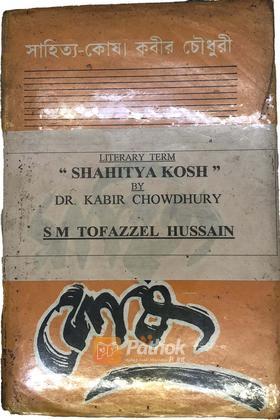 সাহিত্য-কোষ। কবীর চৌধুরী
LITERARY TERM
“ SHAHITYA KOSH ”
BY
DR. KABIR CHOWDHURY
S M TOFAZZEL HUSSAIN
Pathok